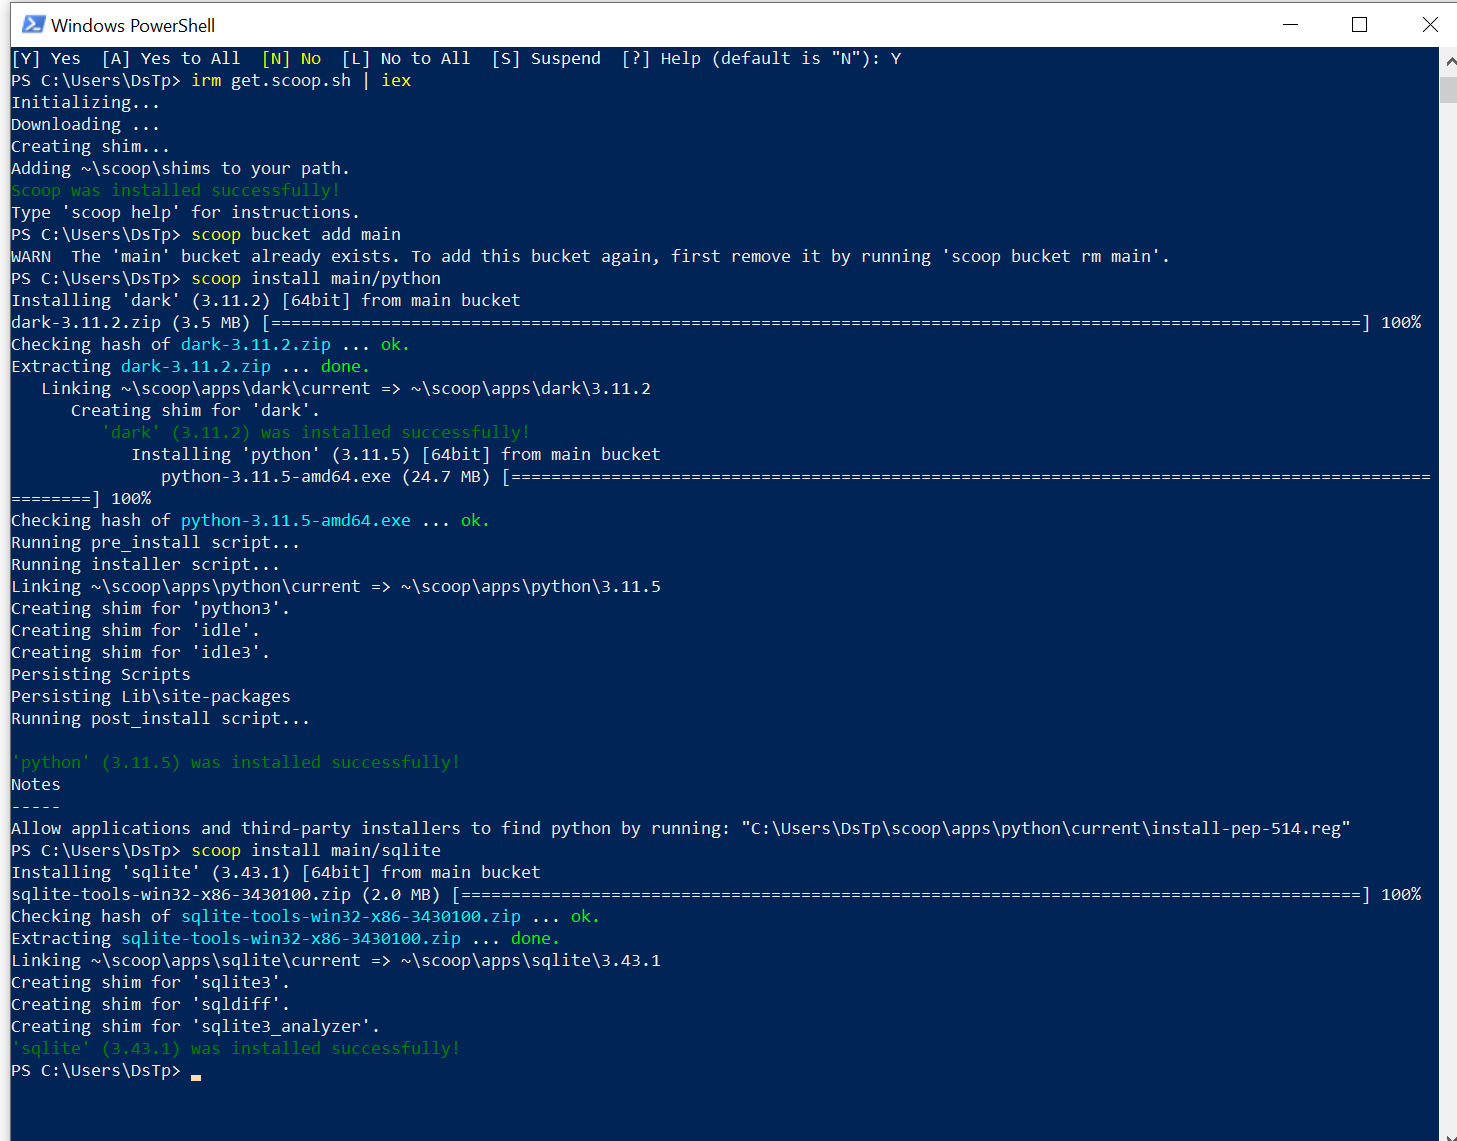 Windows PowerShell
[Y] Yes  [A] Yes to All  [N] No  [L] No to All  [S] Suspend  [?] Help (default is "N"): Y
PS C:\Users\DsTp> irm get.scoop.sh | iex
Initializing...
Downloading ...
Creating shim...
Adding ~\scoop\shims to your path.
Scoop was installed successfully!
Type 'scoop help' for instructions.
PS C:\Users\DsTp> scoop bucket add main
WARN  The 'main' bucket already exists. To add this bucket again, first remove it by running 'scoop bucket rm main'.
PS C:\Users\DsTp> scoop install main/python
Installing 'dark' (3.11.2) [64bit] from main bucket
dark-3.11.2.zip (3.5 MB) [=============================================================================================================] 100%
Checking hash of dark-3.11.2.zip ... ok.
Extracting dark-3.11.2.zip ... done.
   Linking ~\scoop\apps\dark\current => ~\scoop\apps\dark\3.11.2
      Creating shim for 'dark'.
         'dark' (3.11.2) was installed successfully!
            Installing 'python' (3.11.5) [64bit] from main bucket
               python-3.11.5-amd64.exe (24.7 MB) [============================================================================================
========] 100%
Checking hash of python-3.11.5-amd64.exe ... ok.
Running pre_install script...
Running installer script...
Linking ~\scoop\apps\python\current => ~\scoop\apps\python\3.11.5
Creating shim for 'python3'.
Creating shim for 'idle'.
Creating shim for 'idle3'.
Persisting Scripts
Persisting Lib\site-packages
Running post_install script...
'python' (3.11.5) was installed successfully!
Notes
-----
Allow applications and third-party installers to find python by running: "C:\Users\DsTp\scoop\apps\python\current\install-pep-514.reg"
PS C:\Users\DsTp> scoop install main/sqlite
Installing 'sqlite' (3.43.1) [64bit] from main bucket
sqlite-tools-win32-x86-3430100.zip (2.0 MB) [==========================================================================================] 100%
Checking hash of sqlite-tools-win32-x86-3430100.zip ... ok.
Extracting sqlite-tools-win32-x86-3430100.zip ... done.
Linking ~\scoop\apps\sqlite\current => ~\scoop\apps\sqlite\3.43.1
Creating shim for 'sqlite3'.
Creating shim for 'sqldiff'.
Creating shim for 'sqlite3_analyzer'.
'sqlite' (3.43.1) was installed successfully!
PS C:\Users\DsTp>